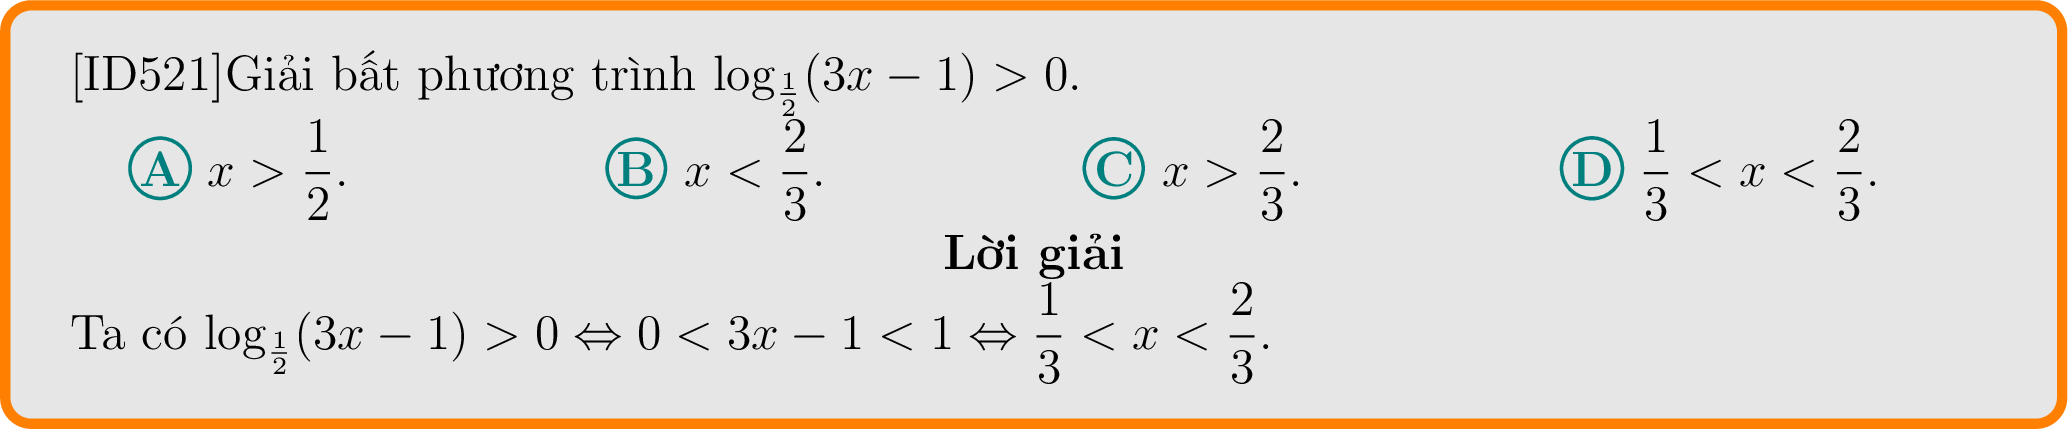 [ID521]Giải bất phương trình log_{\frac{1}{2}}(3x − 1) > 0.
Ⓐ x > \frac{1}{2}. Ⓑ x < \frac{2}{3}. Ⓒ x > \frac{2}{3}. Ⓓ \frac{1}{3} < x < \frac{2}{3}.
Lời giải
Ta có log_{\frac{1}{2}}(3x − 1) > 0 ⇔ 0 < 3x − 1 < 1 ⇔ \frac{1}{3} < x < \frac{2}{3}.